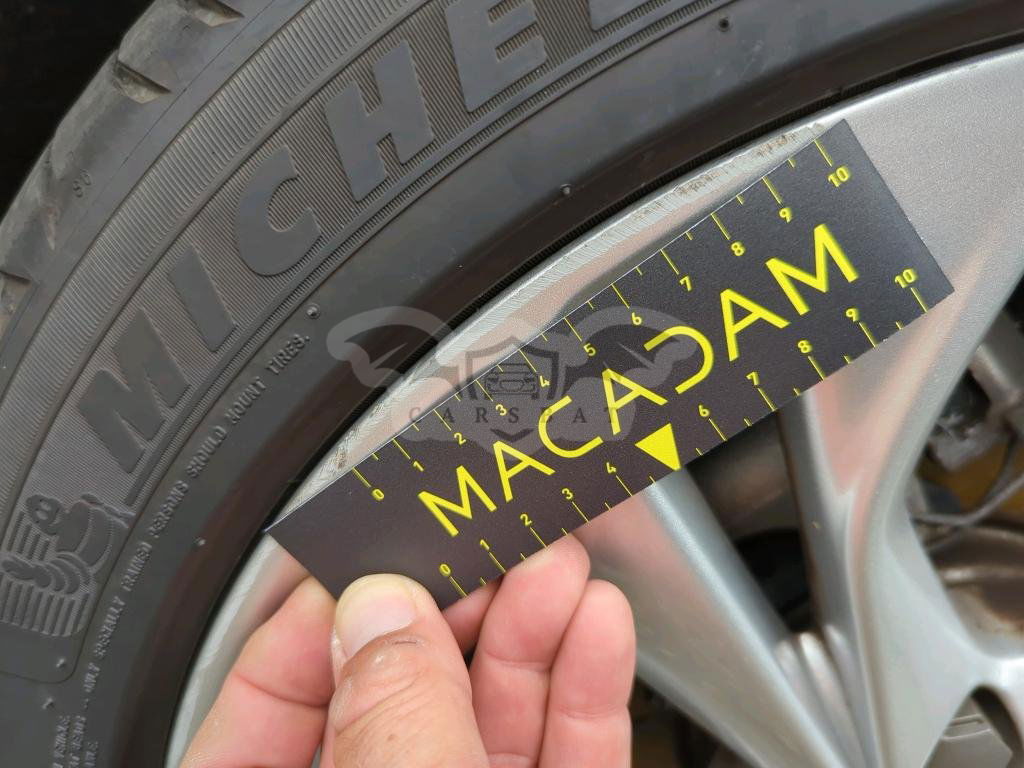 MICHE
SHOULD MOUNT TIRES.
ONLY SPECIALLY TRAINED PERSONS
0 1 2 3 4 5 6 7 8 9 10
MACADAM
0 1 2 3 4 6 7 8 9 10
CARSBAT